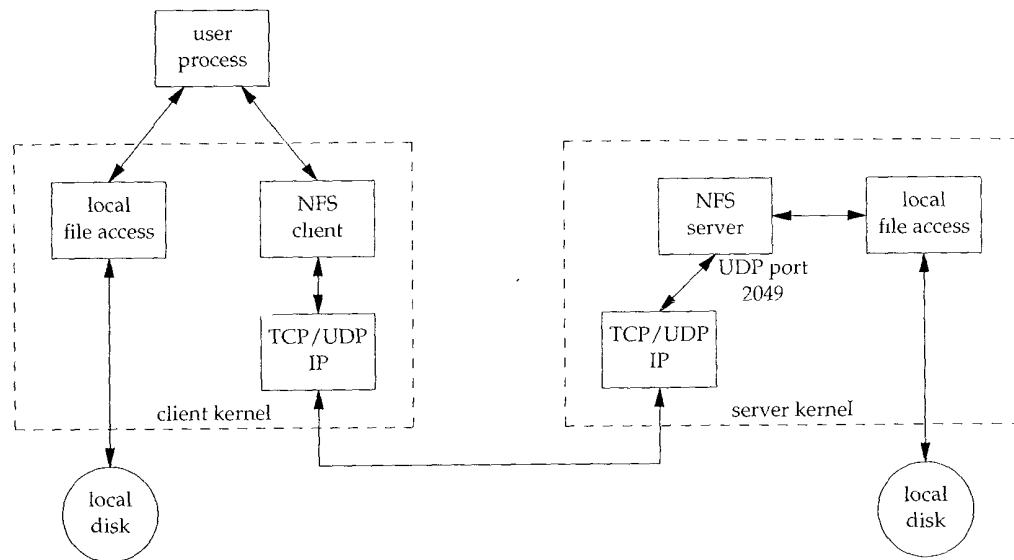 user
process
local
file access
NFS
client
NFS
server
local
file access
UDP port
2049
TCP/UDP
IP
TCP/UDP
IP
client kernel
server kernel
local
disk
local
disk